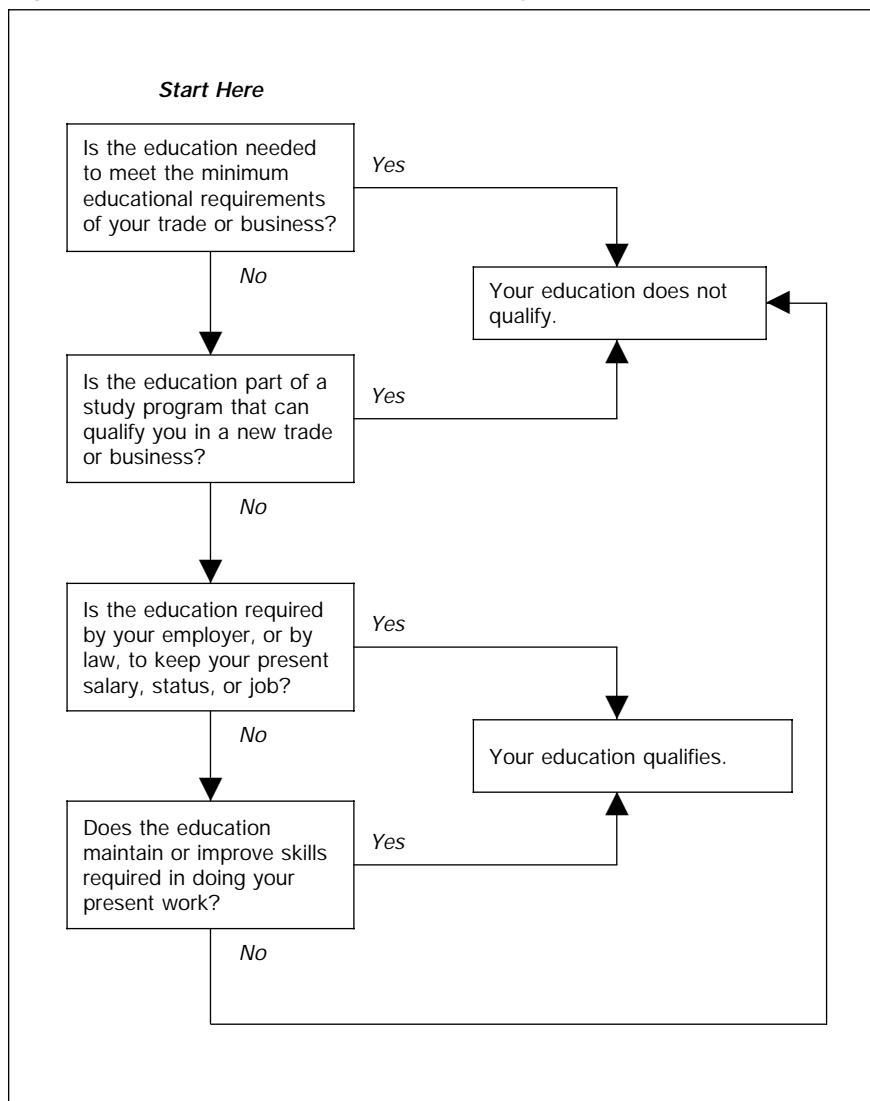 Start Here
Is the education needed
to meet the minimum
educational requirements
of your trade or business?
Yes
No
Your education does not
qualify.
Is the education part of a
study program that can
qualify you in a new trade
or business?
Yes
No
Is the education required
by your employer, or by
law, to keep your present
salary, status, or job?
Yes
No
Your education qualifies.
Does the education
maintain or improve skills
required in doing your
present work?
Yes
No